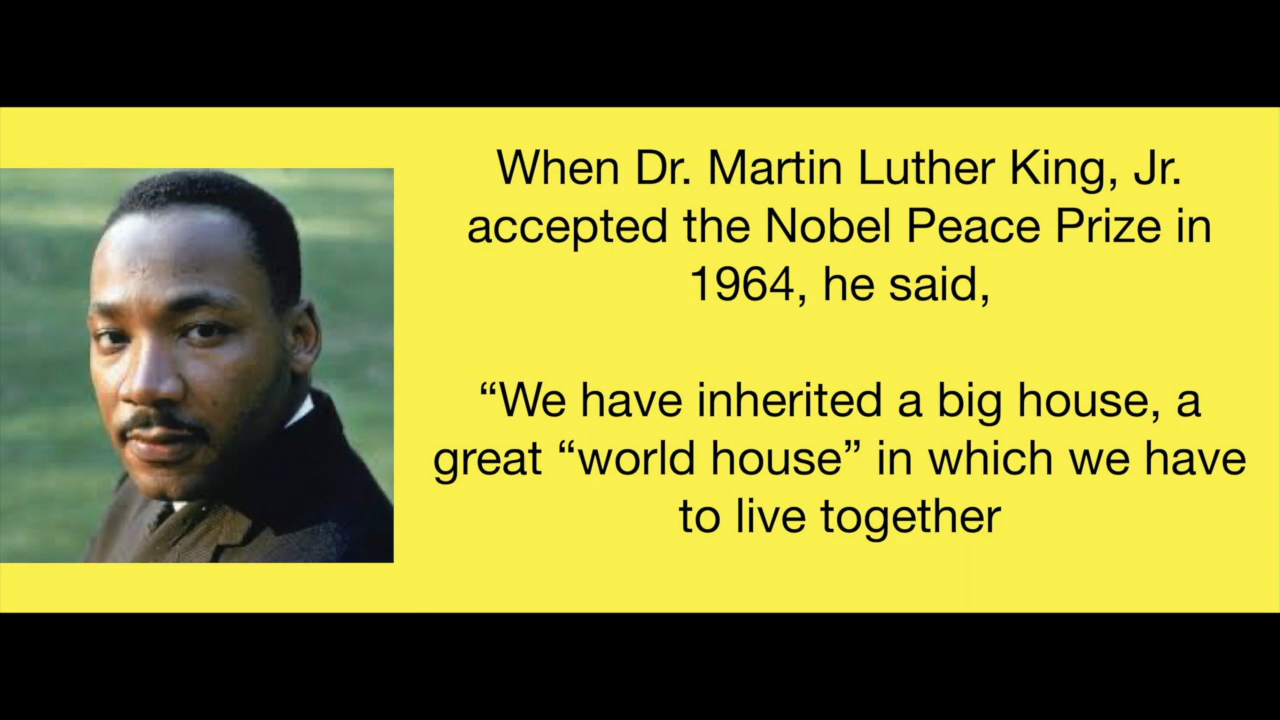 When Dr. Martin Luther King, Jr.
accepted the Nobel Peace Prize in
1964, he said,
“We have inherited a big house, a
great “world house” in which we have
to live together